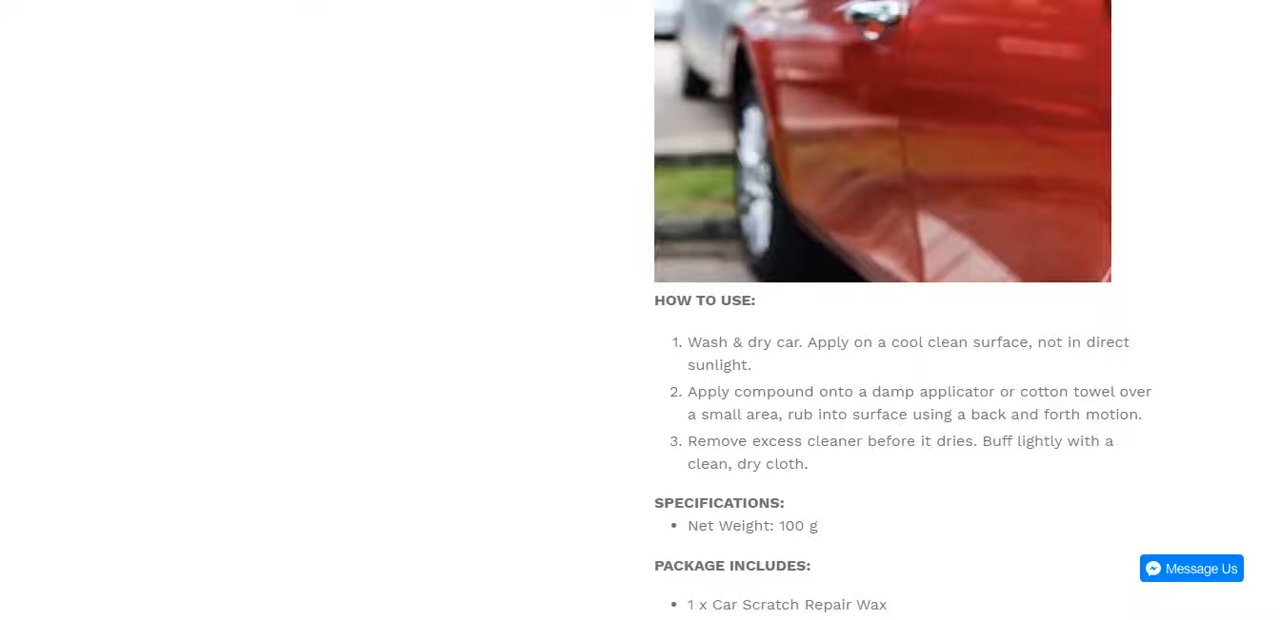 HOW TO USE:
1. Wash & dry car. Apply on a cool clean surface, not in direct
sunlight.
2. Apply compound onto a damp applicator or cotton towel over
a small area, rub into surface using a back and forth motion.
3. Remove excess cleaner before it dries. Buff lightly with a
clean, dry cloth.
SPECIFICATIONS:
• Net Weight: 100 g
PACKAGE INCLUDES:
Message Us
• 1 x Car Scratch Repair Wax